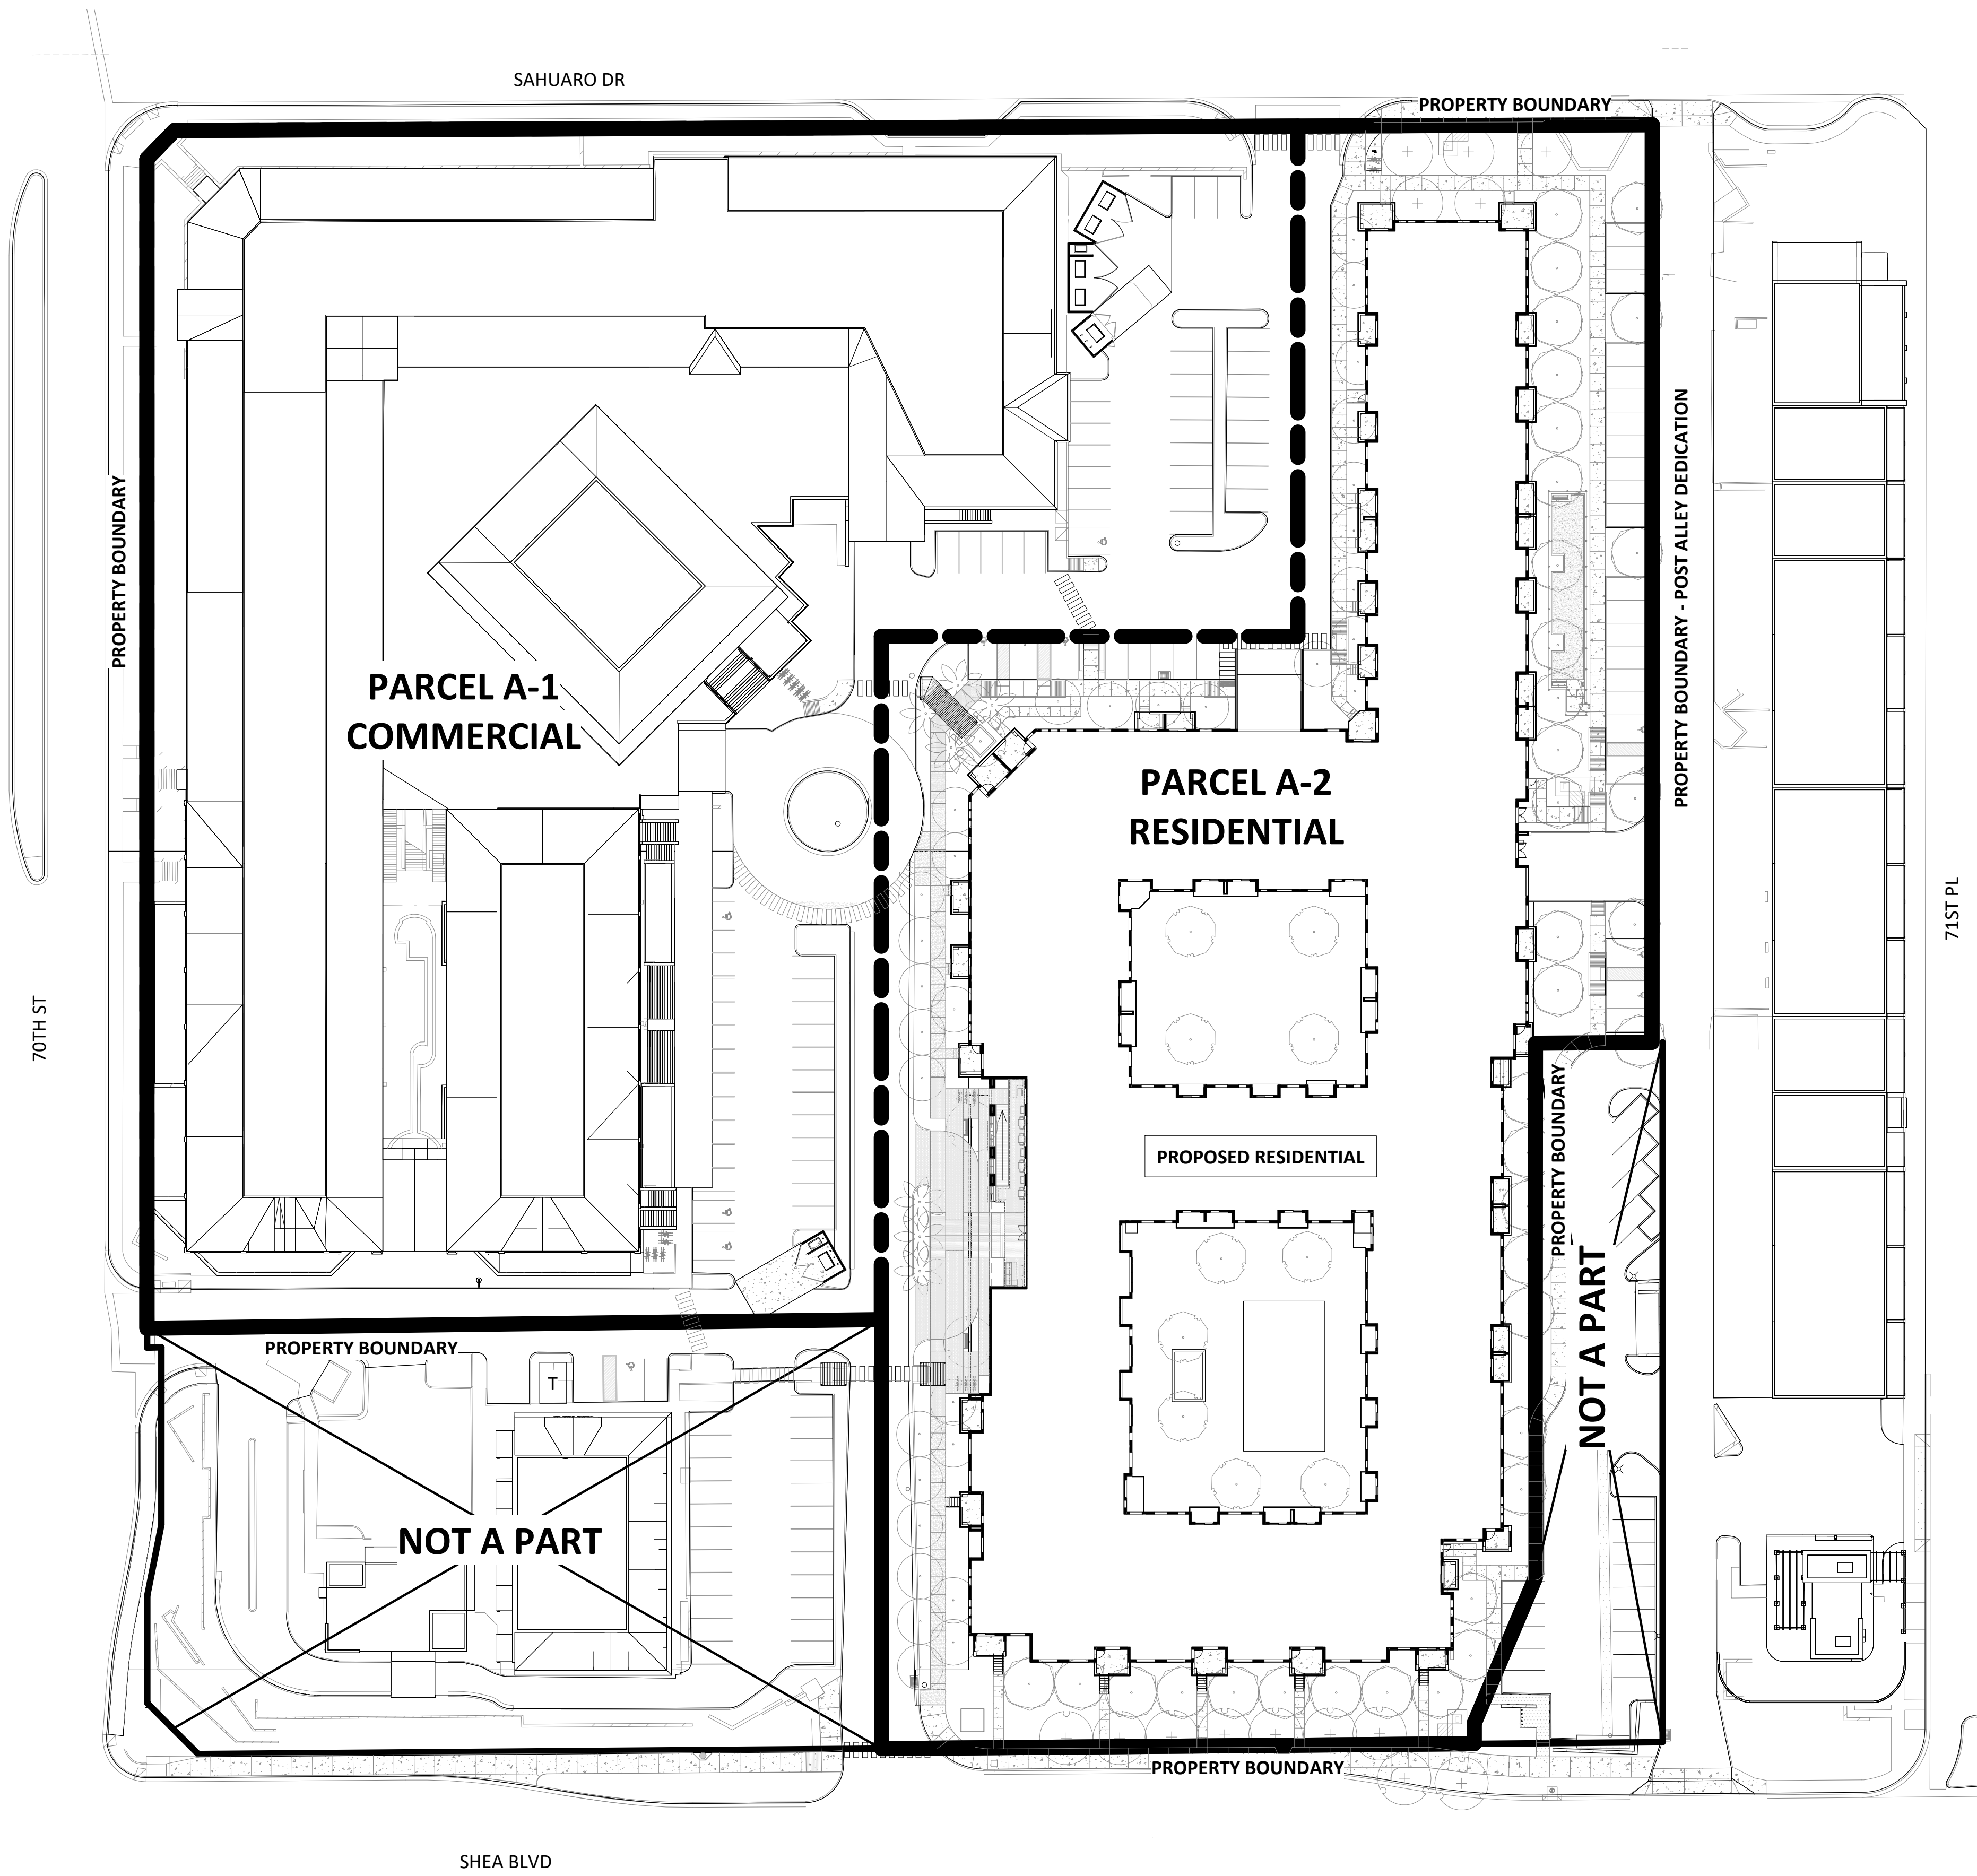 SAHUARO DR
PROPERTY BOUNDARY
PROPERTY BOUNDARY
PROPERTY BOUNDARY - POST ALLEY DEDICATION
PARCEL A-1
COMMERCIAL
PARCEL A-2
RESIDENTIAL
71ST PL
70TH ST
PROPERTY BOUNDARY
PROPOSED RESIDENTIAL
NOT A PART
PROPERTY BOUNDARY
T
NOT A PART
PROPERTY BOUNDARY
SHEA BLVD